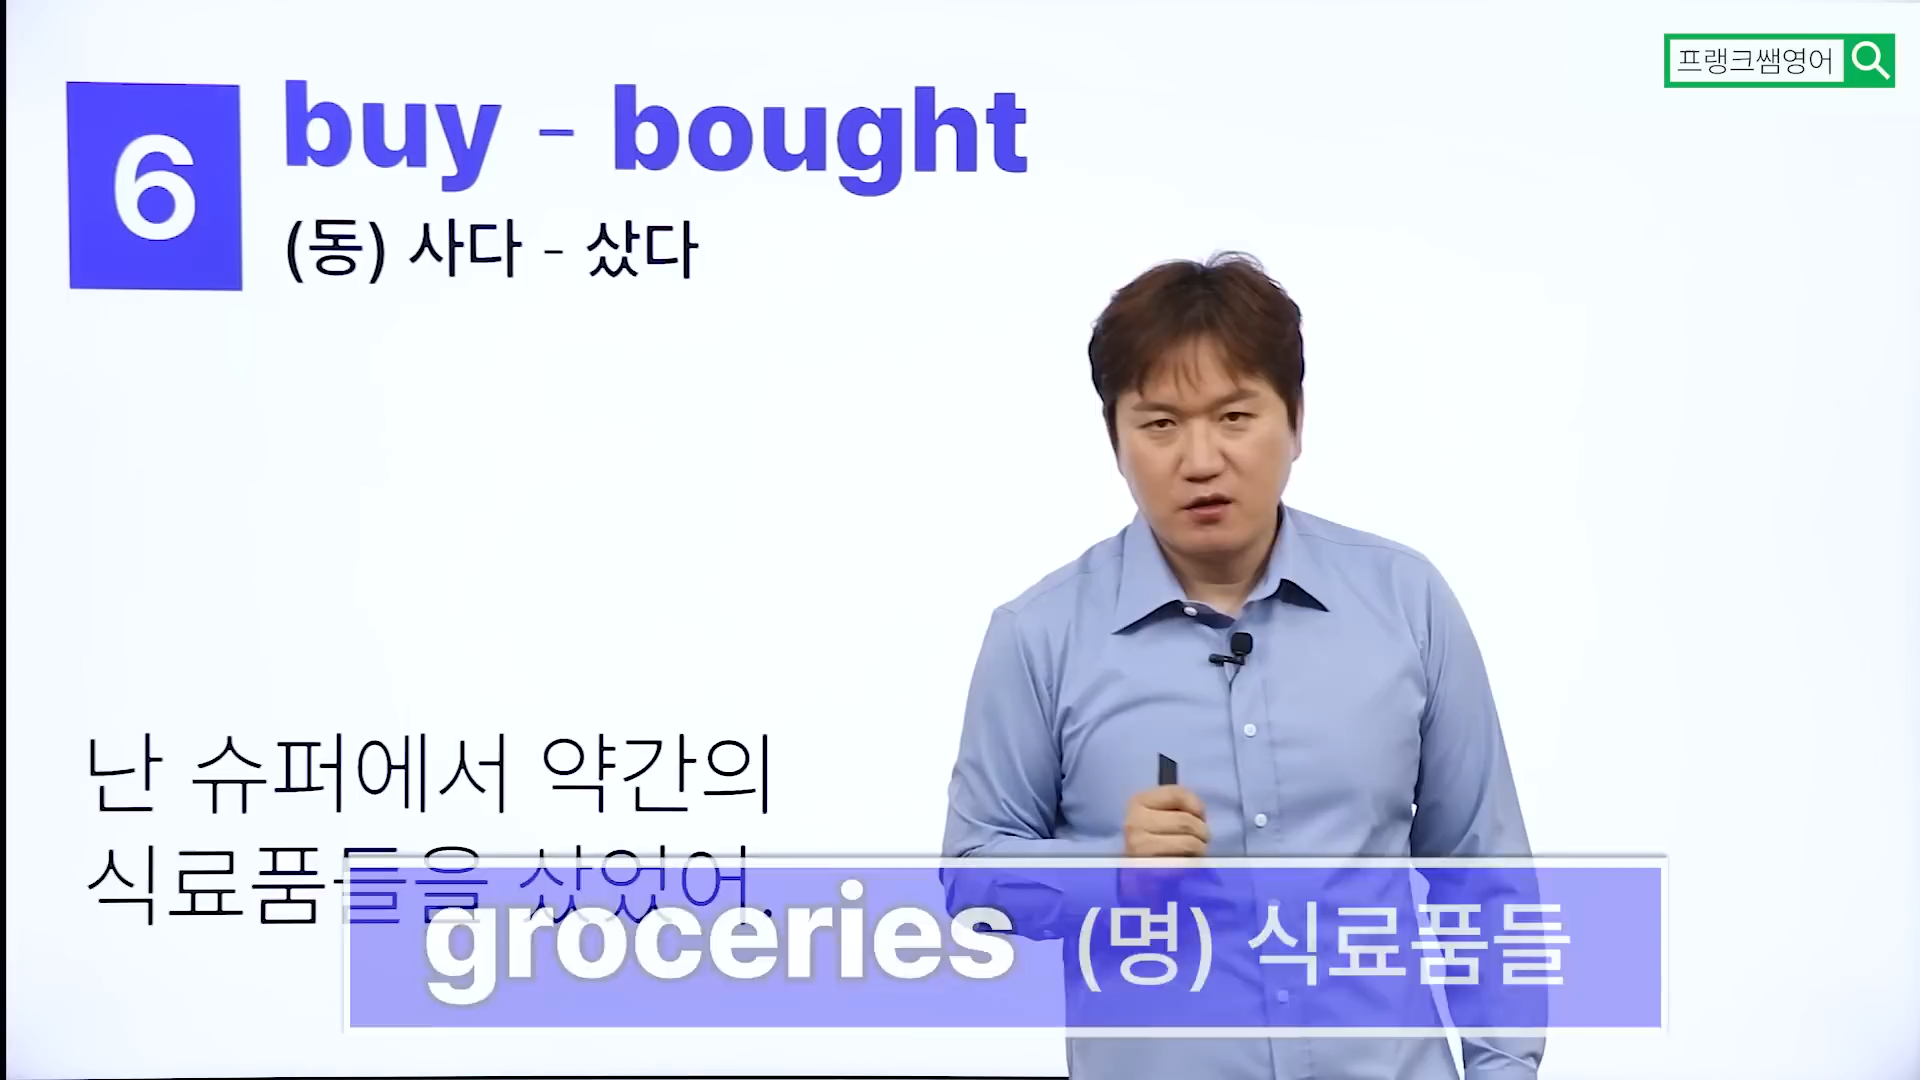 프랭크쌤영어
6
buy - bought
(동) 사다 - 샀다
난 슈퍼에서 약간의
식료품들을 샀었어.
groceries (명) 식료품들